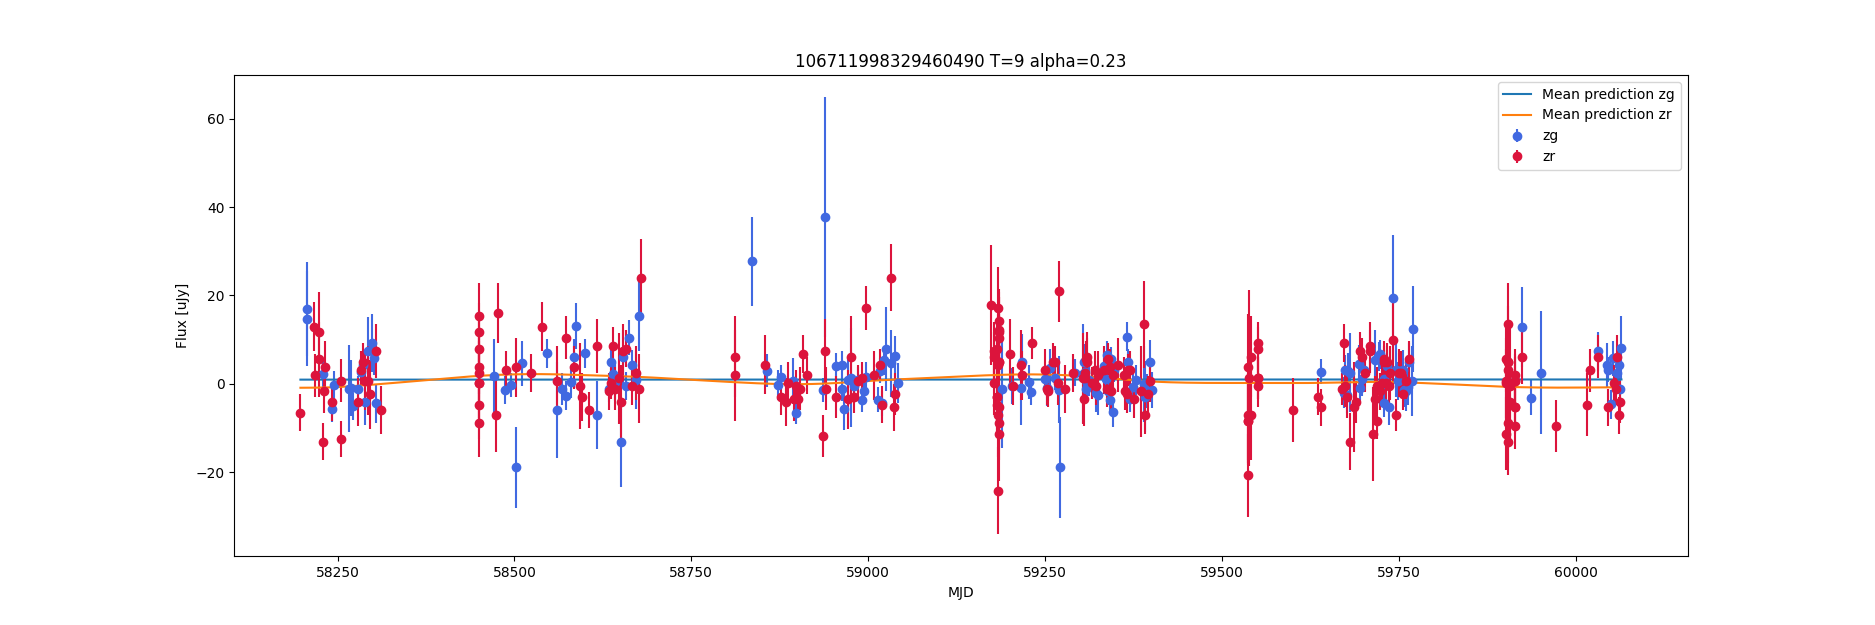 106711998329460490 T=9 alpha=0.23
Mean prediction zg
Mean prediction zr
zg
zr
60
40
20
0
−20
Flux [uJy]
58250
58500
58750
59000
59250
59500
59750
60000
MJD